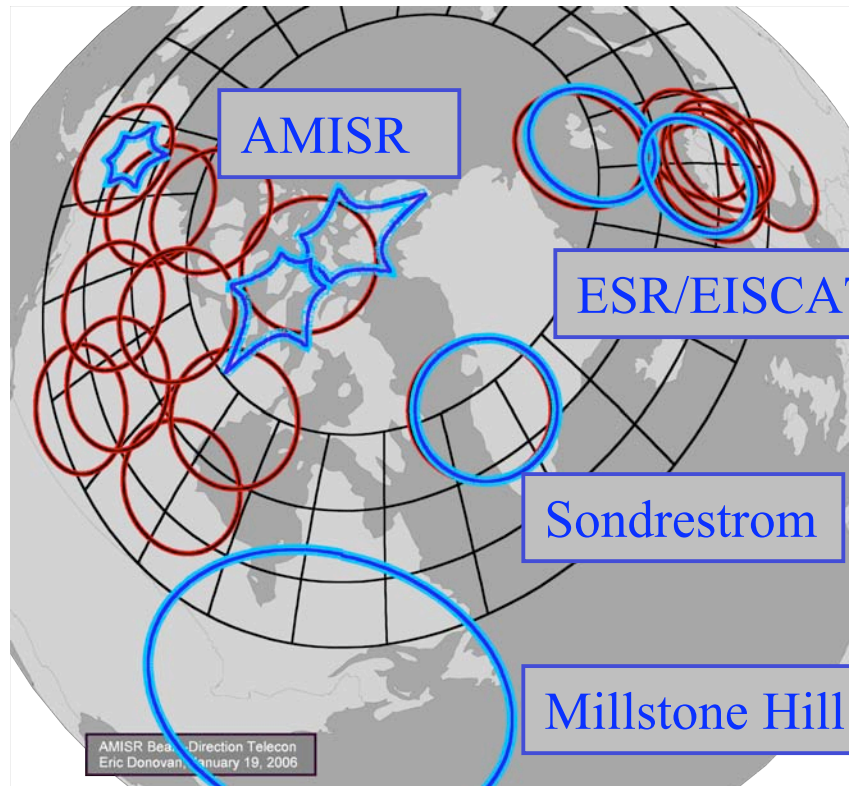 AMISR
ESR/EISCAT
Sondrestrom
Millstone Hill
AMISR Beam-Direction Telecon
Eric Donovan, January 19, 2006